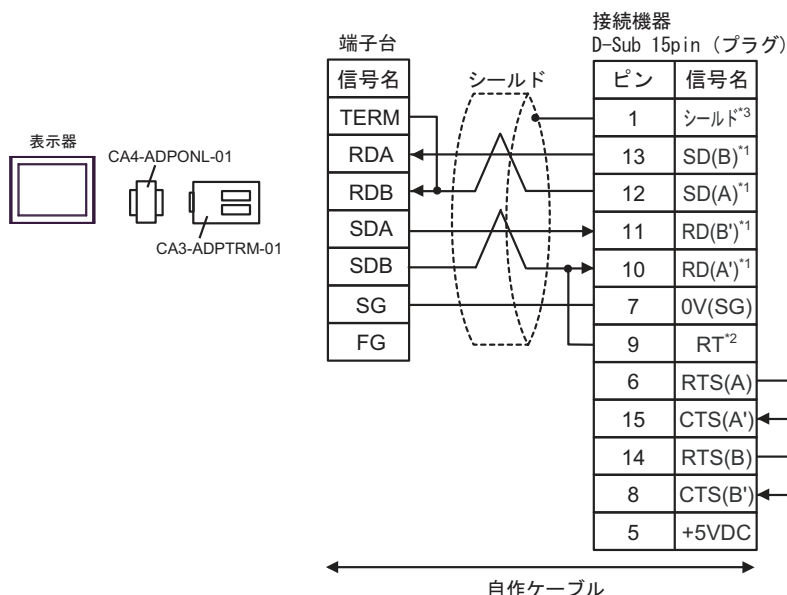 表示器
CA4-ADPONL-01
CA3-ADPTRM-01
端子台
信号名
TERM
RDA
RDB
SDA
SDB
SG
FG
シールド
接続機器
D-Sub 15pin (プラグ)
ピン 信号名
1 シールド*3
13 SD(B)*1
12 SD(A)*1
11 RD(B')*1
10 RD(A')*1
7 0V(SG)
9 RT*2
6 RTS(A)
15 CTS(A')
14 RTS(B)
8 CTS(B')
5 +5VDC
自作ケーブル